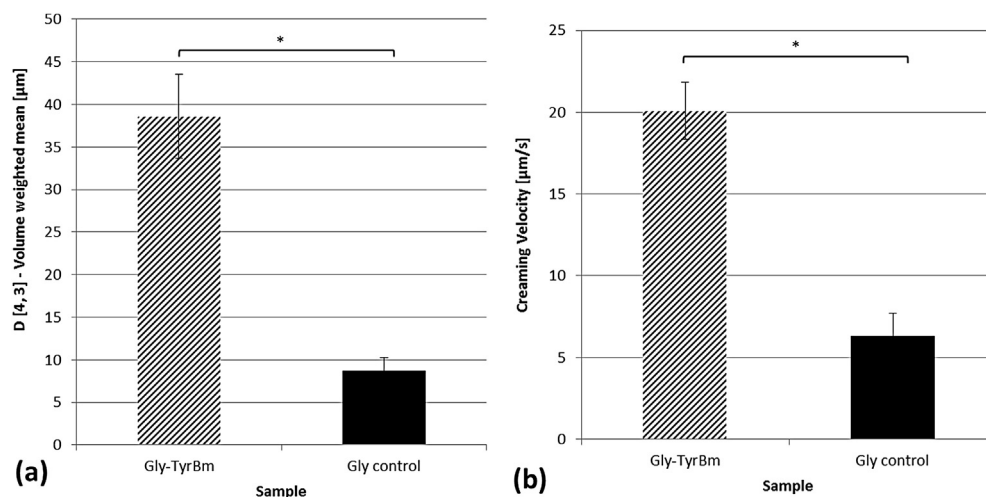 D [4, 3] - Volume weighted mean [µm]
50
45
40
35
30
25
20
15
10
5
0
*
Gly-TyrBm Gly control
Sample
(a)
Creaming Velocity [µm/s]
25
20
15
10
5
0
*
Gly-TyrBm Gly control
Sample
(b)